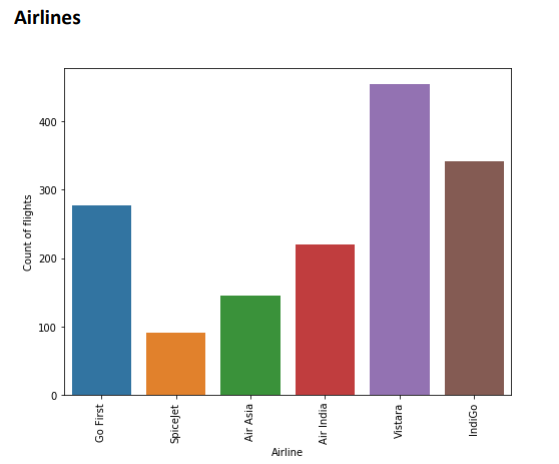 Airlines
Count of flights
400
300
200
100
0
Go First
SpiceJet
Air Asia
Air India
Vistara
IndiGo
Airline